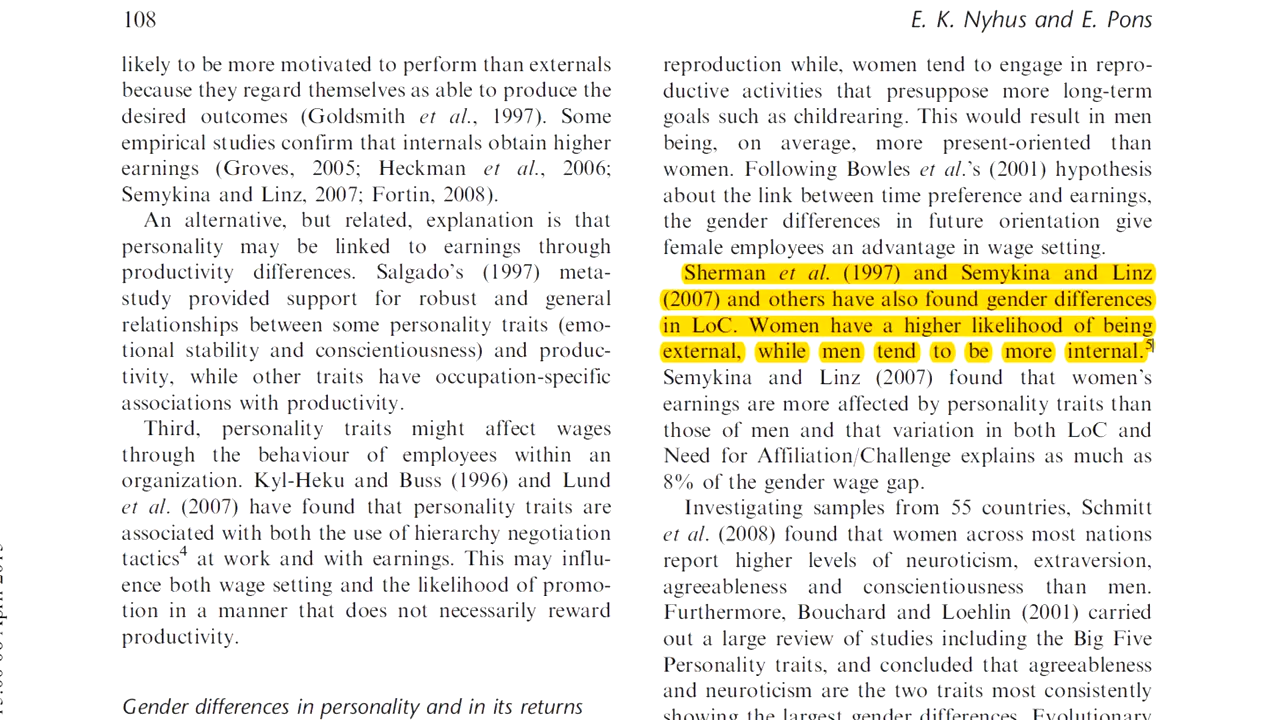 108
E. K. Nyhus and E. Pons
likely to be more motivated to perform than externals
because they regard themselves as able to produce the
desired outcomes (Goldsmith et al., 1997). Some
empirical studies confirm that internals obtain higher
earnings (Groves, 2005; Heckman et al., 2006;
Semykina and Linz, 2007; Fortin, 2008).
An alternative, but related, explanation is that
personality may be linked to earnings through
productivity differences. Salgado's (1997) meta-
study provided support for robust and general
relationships between some personality traits (emo-
tional stability and conscientiousness) and produc-
tivity, while other traits have occupation-specific
associations with productivity.
Third, personality traits might affect wages
through the behaviour of employees within an
organization. Kyl-Heku and Buss (1996) and Lund
et al. (2007) have found that personality traits are
associated with both the use of hierarchy negotiation
tactics4 at work and with earnings. This may influ-
ence both wage setting and the likelihood of promo-
tion in a manner that does not necessarily reward
productivity.
Gender differences in personality and in its returns
reproduction while, women tend to engage in repro-
ductive activities that presuppose more long-term
goals such as childrearing. This would result in men
being, on average, more present-oriented than
women. Following Bowles et al.'s (2001) hypothesis
about the link between time preference and earnings,
the gender differences in future orientation give
female employees an advantage in wage setting.
Sherman et al. (1997) and Semykina and Linz
(2007) and others have also found gender differences
in LoC. Women have a higher likelihood of being
external, while men tend to be more internal.5
Semykina and Linz (2007) found that women's
earnings are more affected by personality traits than
those of men and that variation in both LoC and
Need for Affiliation/Challenge explains as much as
8% of the gender wage gap.
Investigating samples from 55 countries, Schmitt
et al. (2008) found that women across most nations
report higher levels of neuroticism, extraversion,
agreeableness and conscientiousness than men.
Furthermore, Bouchard and Loehlin (2001) carried
out a large review of studies including the Big Five
Personality traits, and concluded that agreeableness
and neuroticism are the two traits most consistently
showing the largest gender differences. Evolutionary